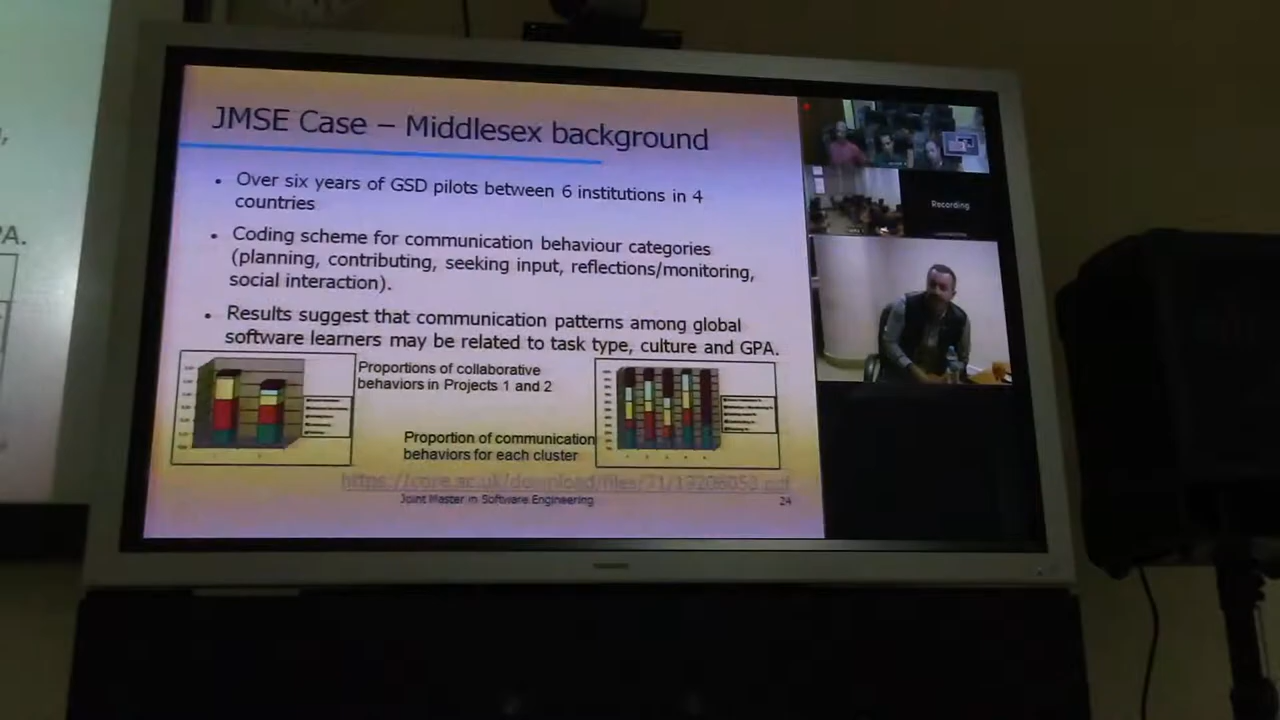 JMSE Case – Middlesex background
• Over six years of GSD pilots between 6 institutions in 4
countries
• Coding scheme for communication behaviour categories
(planning, contributing, seeking input, reflections/monitoring,
social interaction).
• Results suggest that communication patterns among global
software learners may be related to task type, culture and GPA.
Proportions of collaborative
behaviors in Projects 1 and 2
Proportion of communication
behaviors for each cluster
Joint Master in Software Engineering
24
Recording
PA.